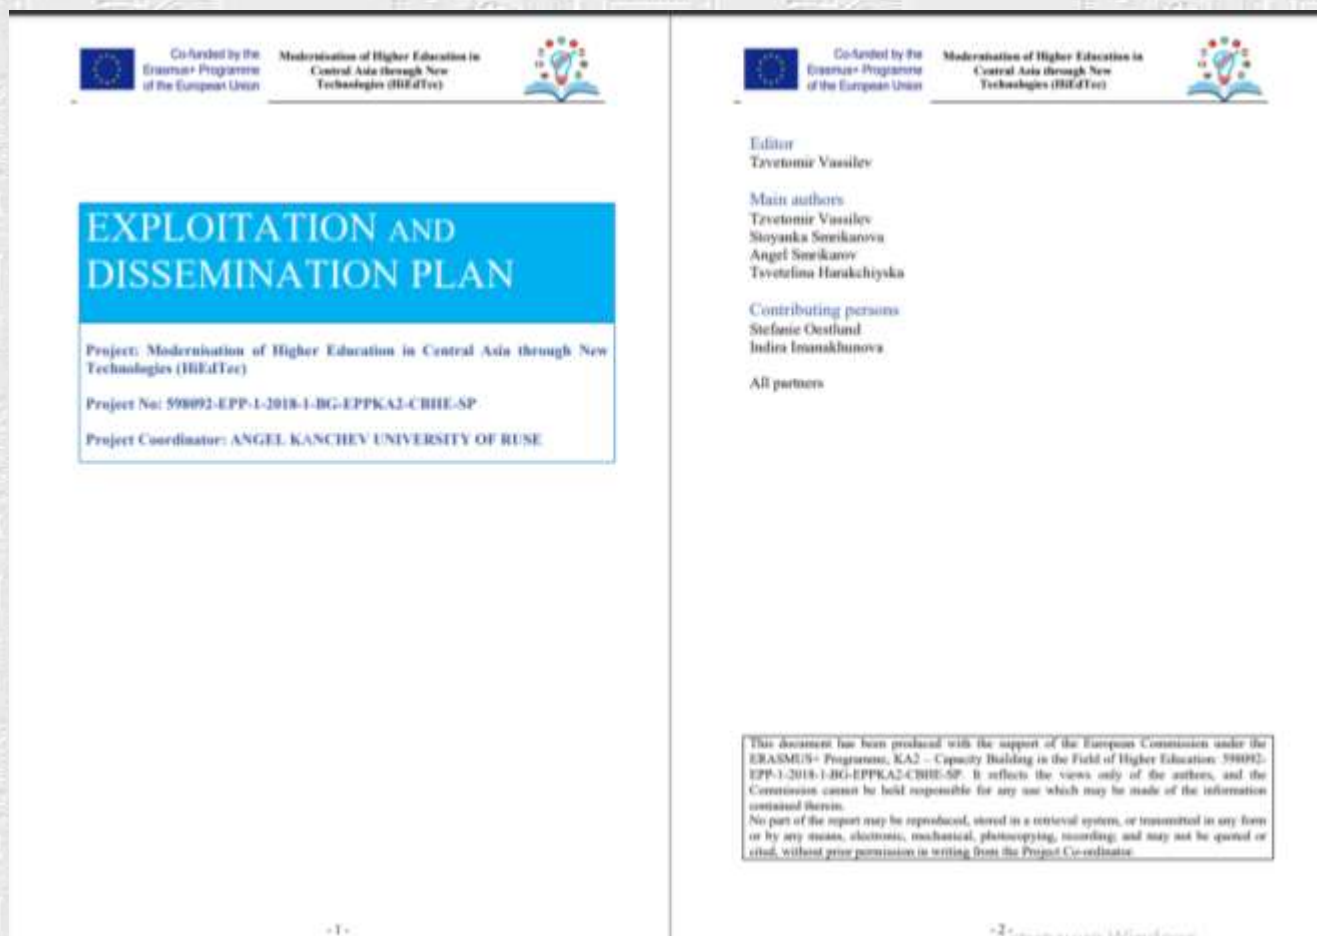 Co-funded by the
Erasmus+ Programme
of the European Union
Modernisation of Higher Education in
Central Asia through New
Technologies (HiEdTec)
EXPLOITATION AND
DISSEMINATION PLAN
Project: Modernisation of Higher Education in Central Asia through New
Technologies (HiEdTec)
Project No: 598092-EPP-1-2018-1-BG-EPPKA2-CBHE-SP
Project Coordinator: ANGEL KANCHEV UNIVERSITY OF RUSE
- 1 -
Co-funded by the
Erasmus+ Programme
of the European Union
Modernisation of Higher Education in
Central Asia through New
Technologies (HiEdTec)
Editor
Tzvetomir Vassilev
Main authors
Tzvetomir Vassilev
Stoyanka Smrikarova
Angel Smrikarov
Tsvetelina Harakchiyska
Contributing persons
Stefanie Oestlund
Indira Imanakhunova
All partners
This document has been produced with the support of the European Commission under the
ERASMUS+ Programme, KA2 – Capacity Building in the Field of Higher Education: 598092-
EPP-1-2018-1-BG-EPPKA2-CBHE-SP. It reflects the views only of the authors, and the
Commission cannot be held responsible for any use which may be made of the information
contained therein.
No part of the report may be reproduced, stored in a retrieval system, or transmitted in any form
or by any means, electronic, mechanical, photocopying, recording; and may not be quoted or
cited, without prior permission in writing from the Project Co-ordinator
- 2 -